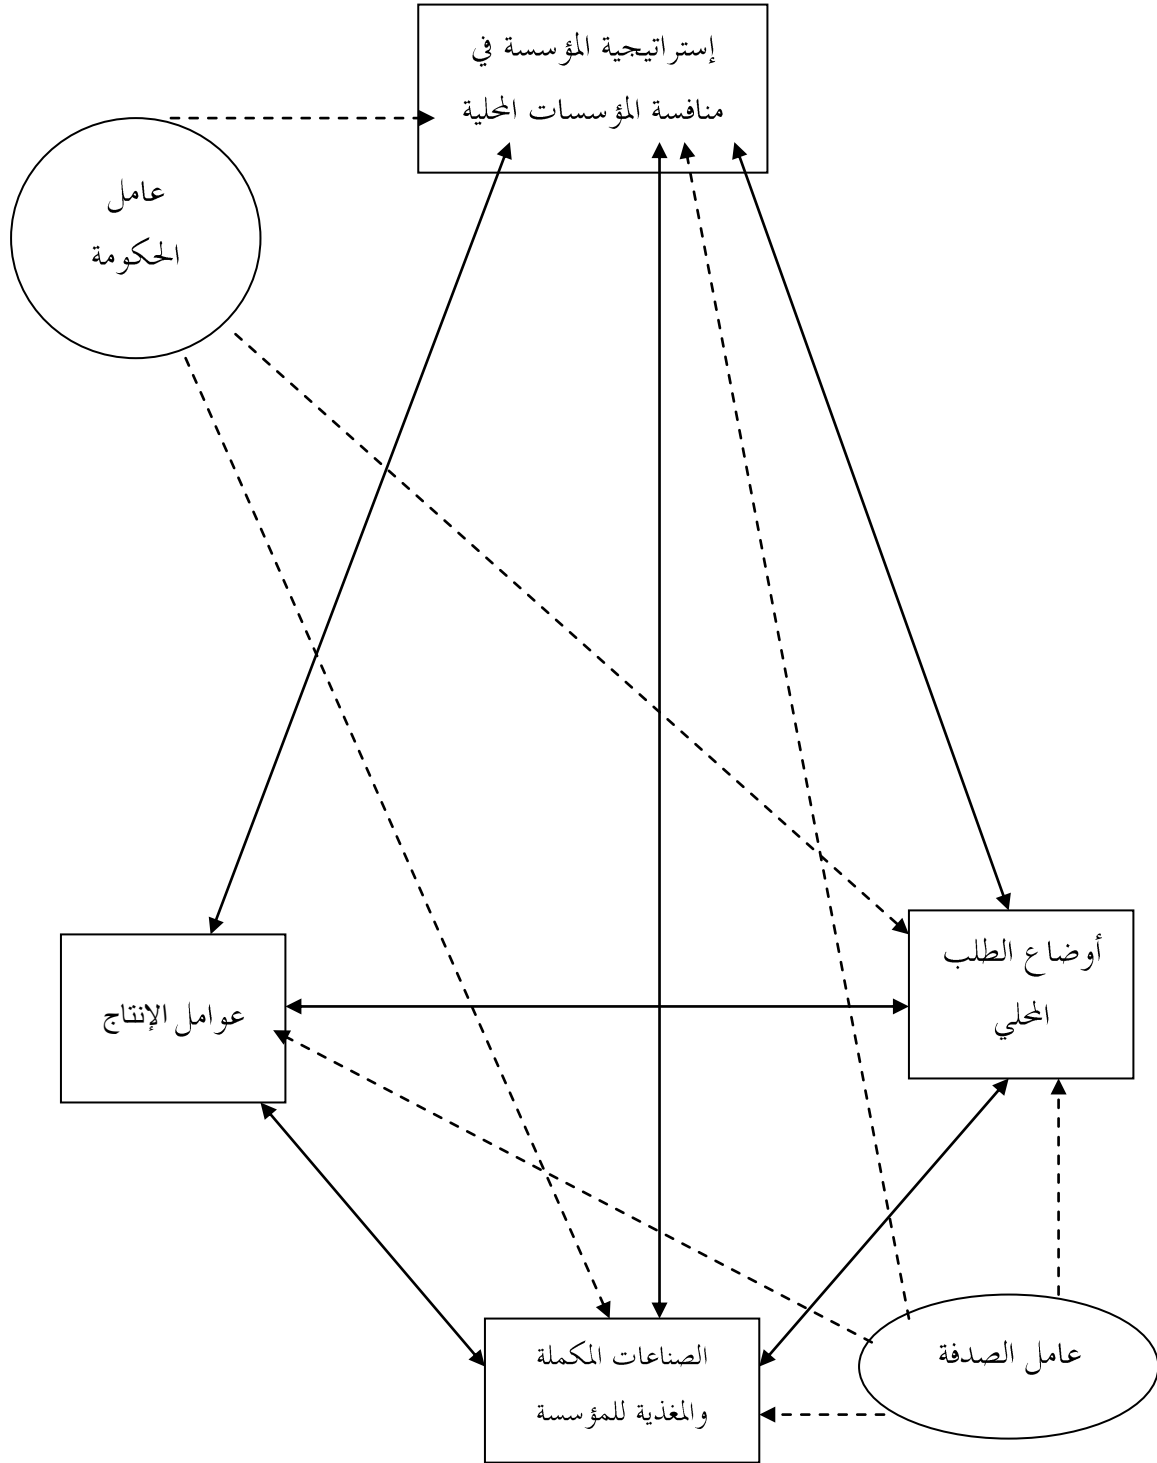 إستراتيجية المؤسسة في
منافسة المؤسسات المحلية
عامل
الحكومة
أوضاع الطلب
المحلي
عوامل الإنتاج
الصناعات المكملة
والمغذية للمؤسسة
عامل الصدفة